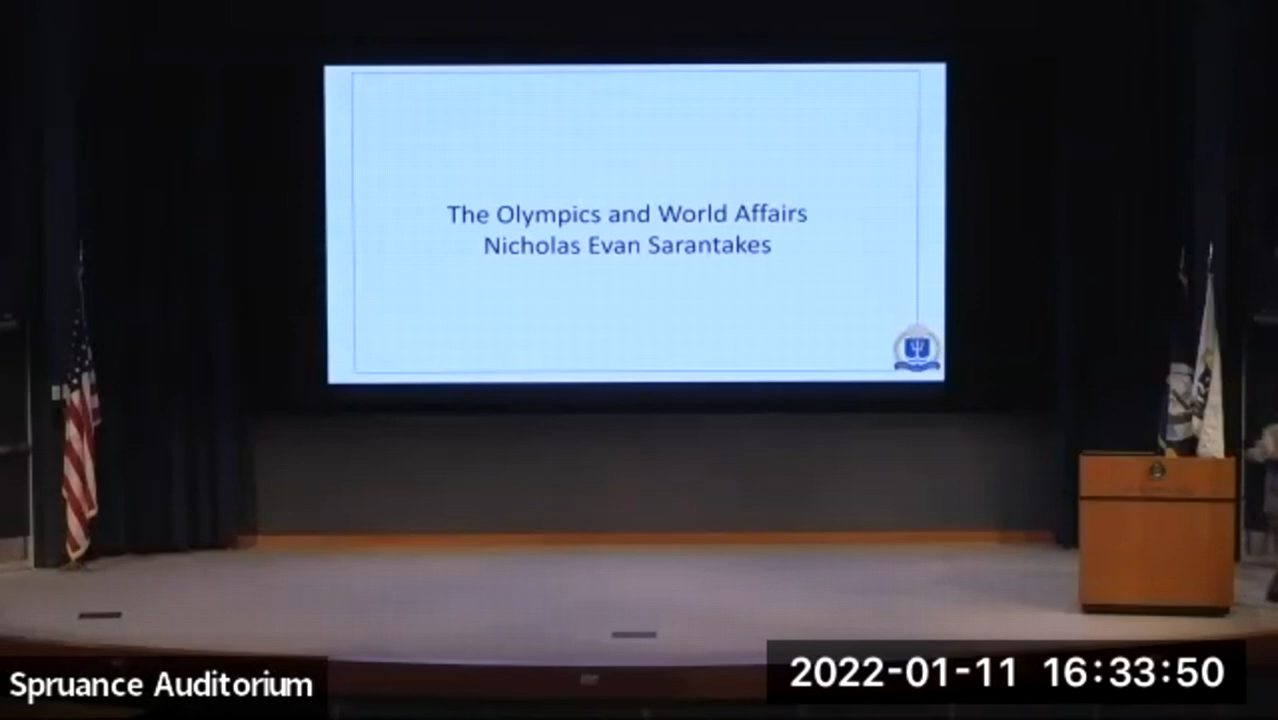 The Olympics and World Affairs
Nicholas Evan Sarantakes
Spruance Auditorium
2022-01-11 16:33:50